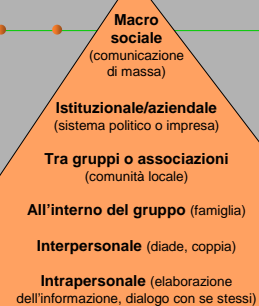 Macro
sociale
(comunicazione
di massa)
Istituzionale/aziendale
(sistema politico o impresa)
Tra gruppi o associazioni
(comunità locale)
All'interno del gruppo (famiglia)
Interpersonale (diade, coppia)
Intrapersonale (elaborazione
dell'informazione, dialogo con se stessi)